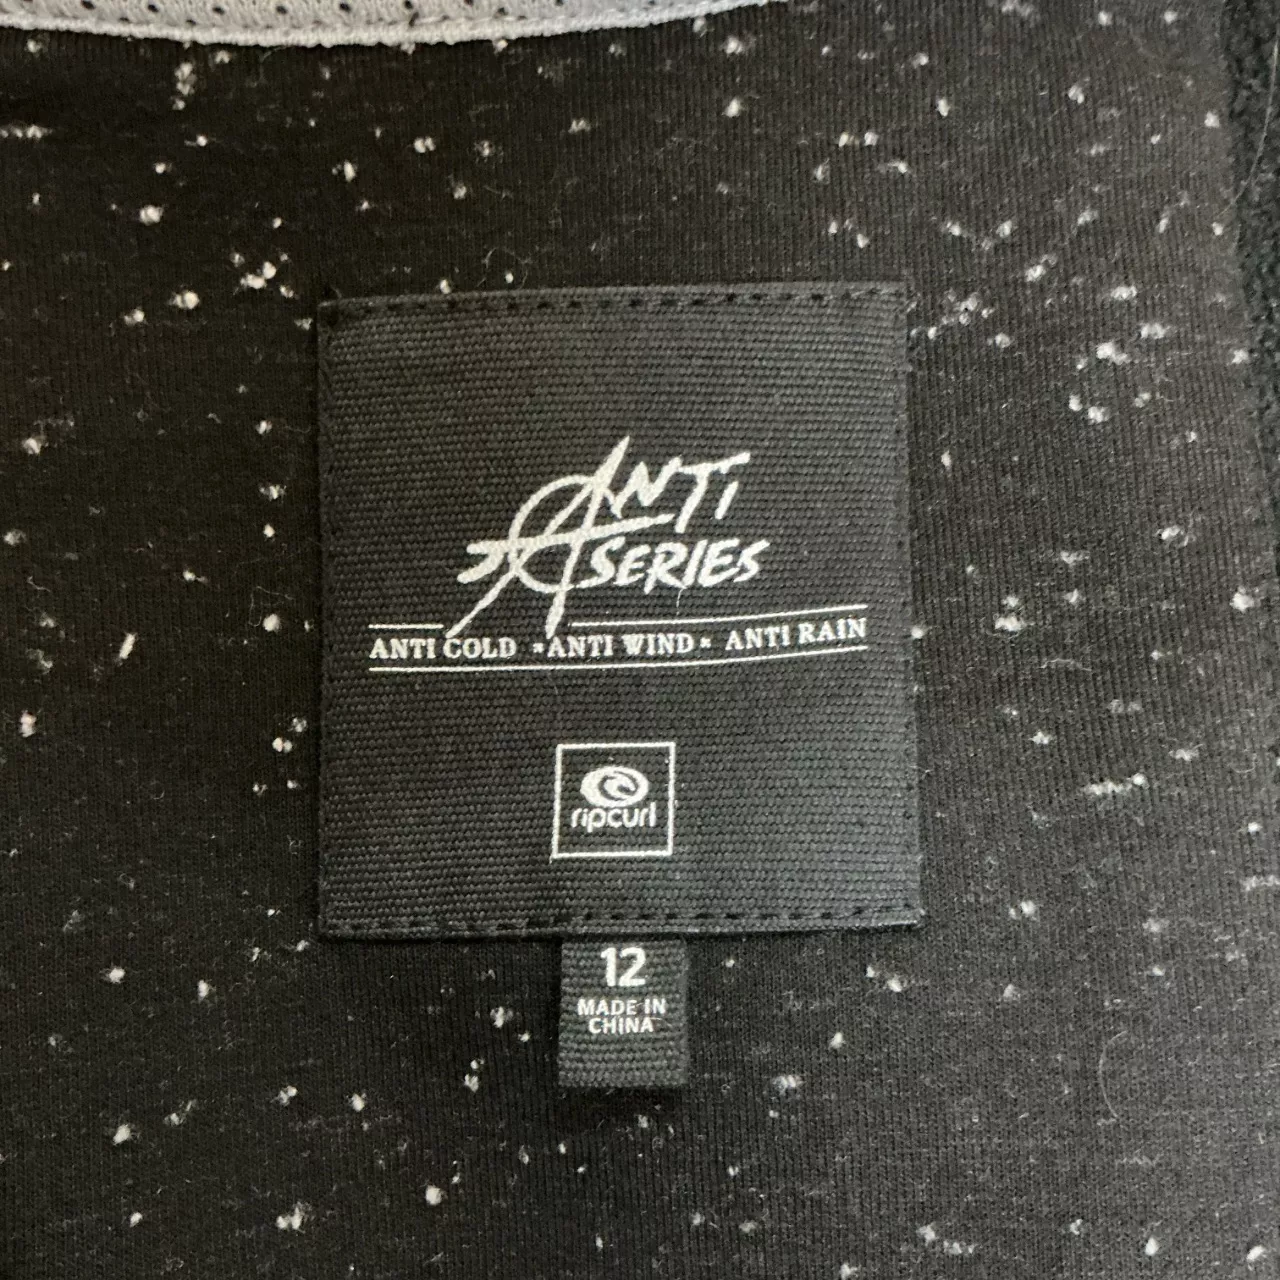 ANTI
SERIES
ANTI COLD * ANTI WIND * ANTI RAIN
ripcurl
12
MADE IN
CHINA